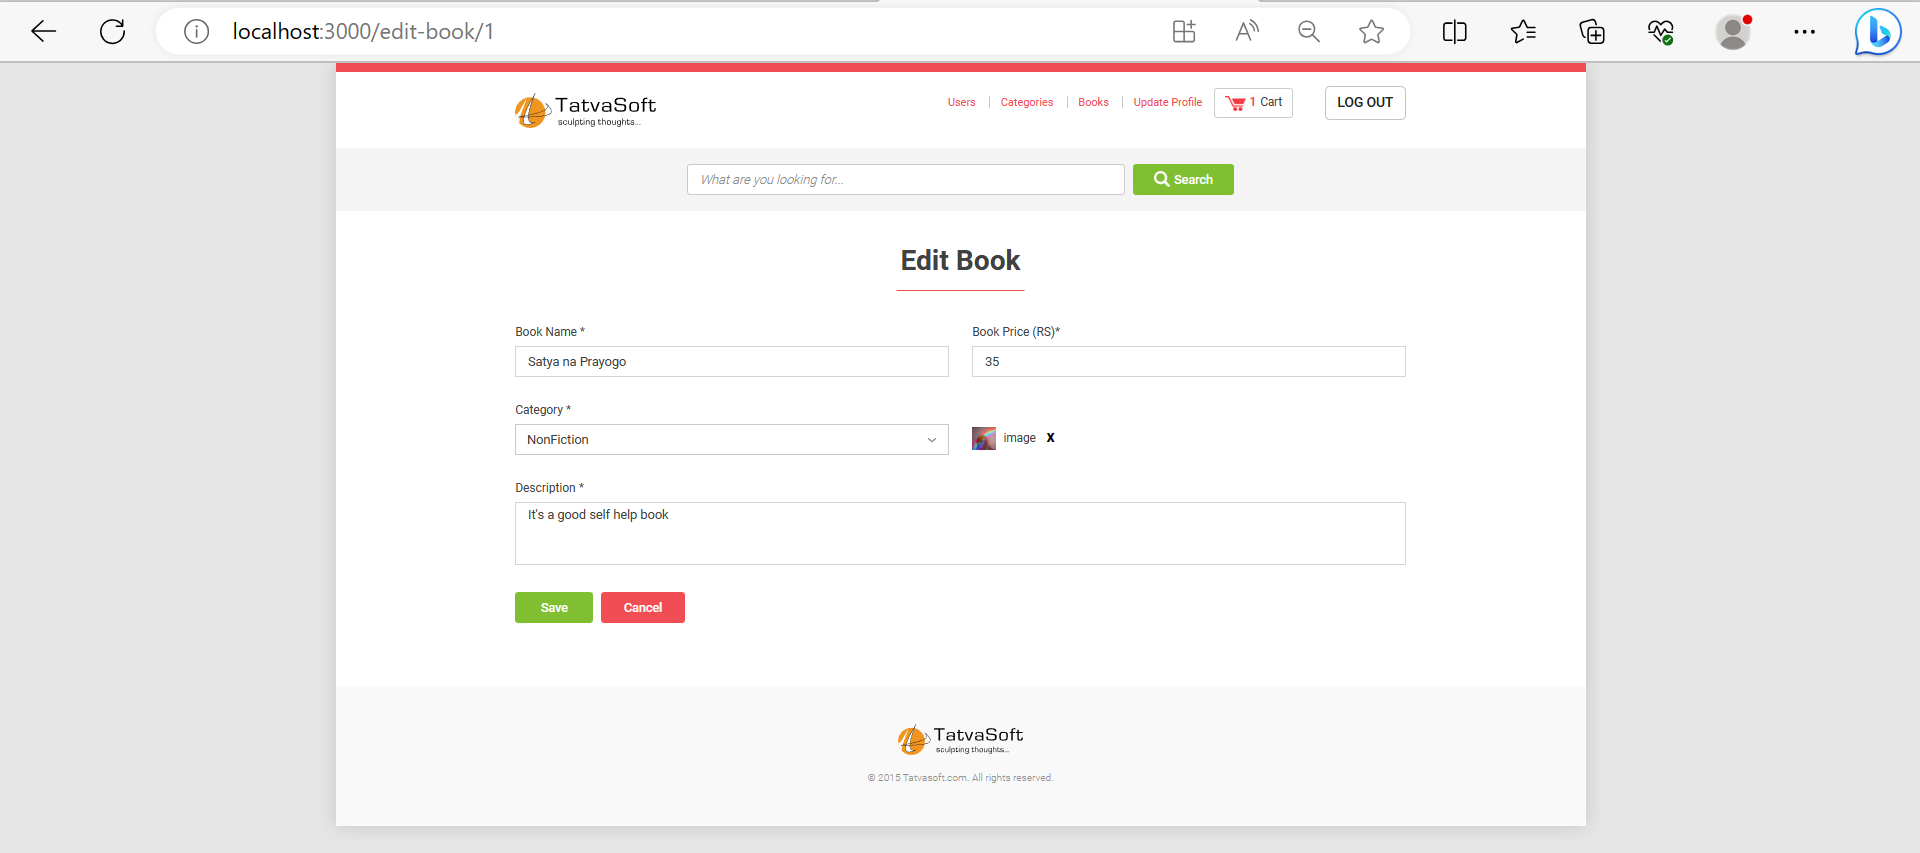 localhost:3000/edit-book/1
TatvaSoft
sculpting thoughts...
Users Categories Books Update Profile 1 Cart LOG OUT
What are you looking for... Search
Edit Book
Book Name * Book Price (RS)*
Satya na Prayogo 35
Category *
NonFiction image X
Description *
It's a good self help book
Save Cancel
TatvaSoft
sculpting thoughts...
© 2015 Tatvasoft.com. All rights reserved.